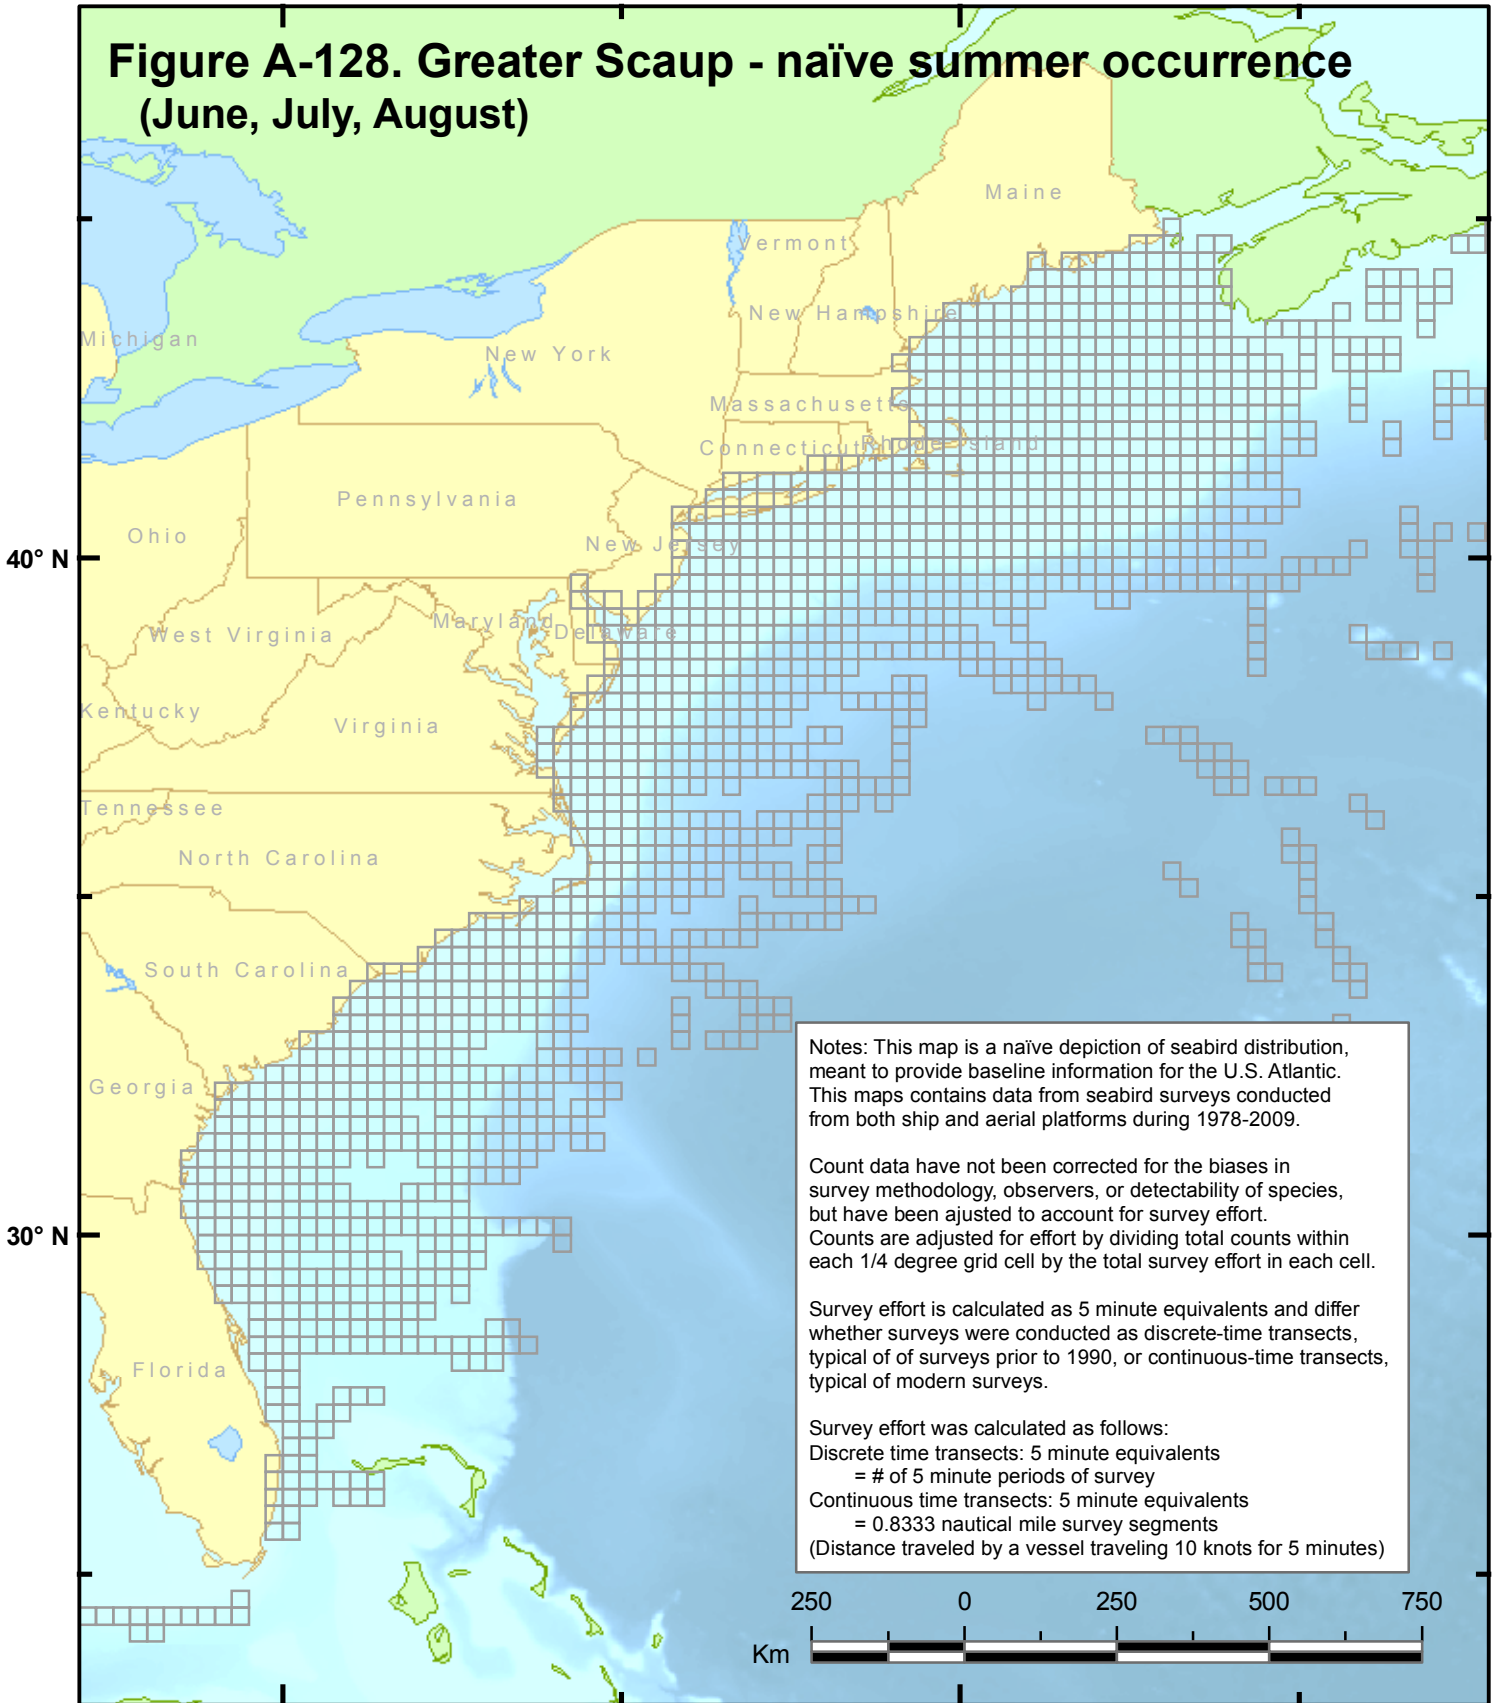 Figure A-128. Greater Scaup - naïve summer occurrence
(June, July, August)
Maine
Vermont
New Hampshire
Michigan
New York
Massachusetts
Connecticut
Rhode Island
Pennsylvania
Ohio
New Jersey
40° N
Maryland
Delaware
West Virginia
Kentucky
Virginia
Tennessee
North Carolina
South Carolina
Georgia
30° N
Florida
Notes: This map is a naïve depiction of seabird distribution,
meant to provide baseline information for the U.S. Atlantic.
This maps contains data from seabird surveys conducted
from both ship and aerial platforms during 1978-2009.
Count data have not been corrected for the biases in
survey methodology, observers, or detectability of species,
but have been ajusted to account for survey effort.
Counts are adjusted for effort by dividing total counts within
each 1/4 degree grid cell by the total survey effort in each cell.
Survey effort is calculated as 5 minute equivalents and differ
whether surveys were conducted as discrete-time transects,
typical of of surveys prior to 1990, or continuous-time transects,
typical of modern surveys.
Survey effort was calculated as follows:
Discrete time transects: 5 minute equivalents
= # of 5 minute periods of survey
Continuous time transects: 5 minute equivalents
= 0.8333 nautical mile survey segments
(Distance traveled by a vessel traveling 10 knots for 5 minutes)
250 0 250 500 750
Km